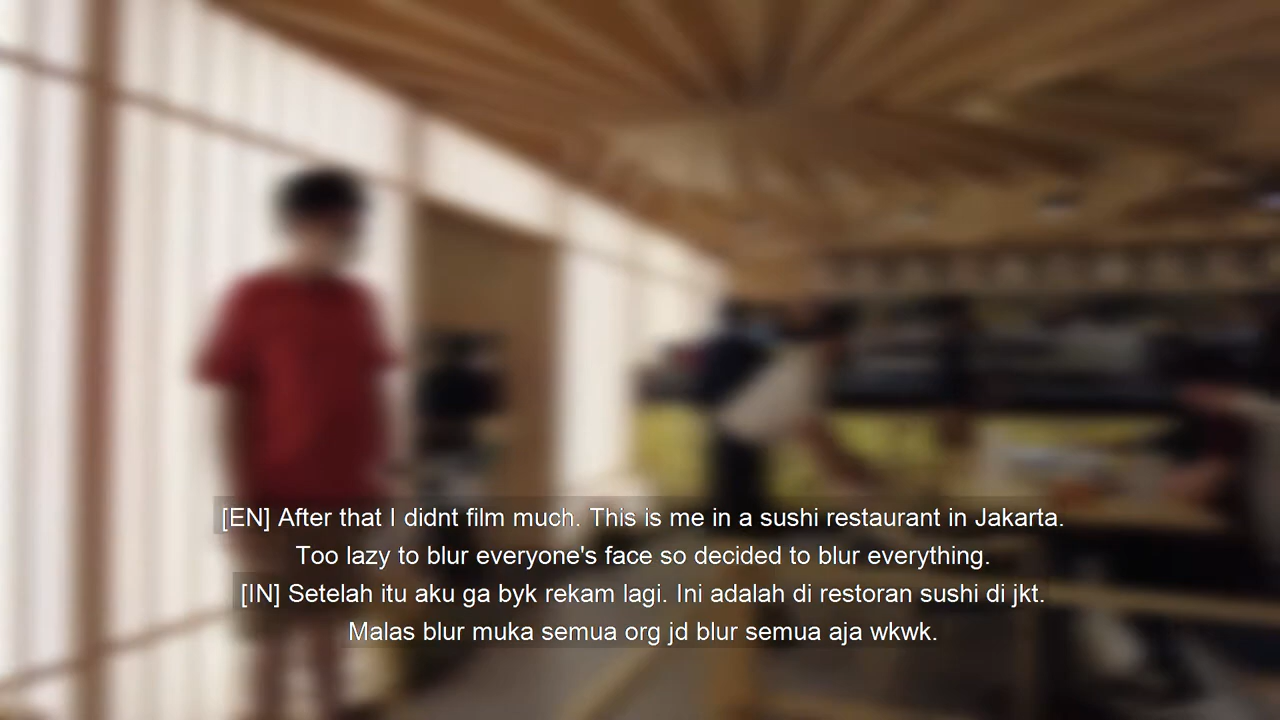 [EN] After that I didnt film much. This is me in a sushi restaurant in Jakarta.
Too lazy to blur everyone's face so decided to blur everything.
[IN] Setelah itu aku ga byk rekam lagi. Ini adalah di restoran sushi di jkt.
Malas blur muka semua org jd blur semua aja wkwk.